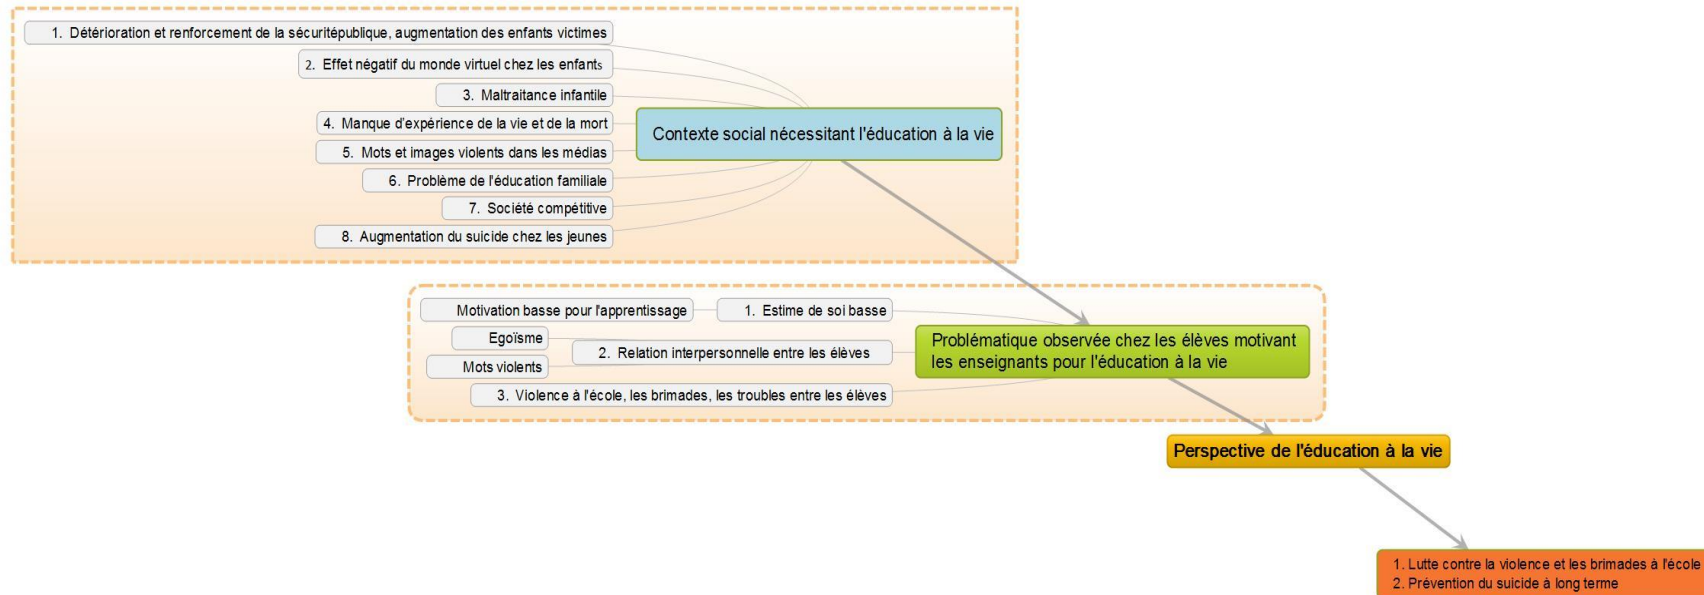 1. Détérioration et renforcement de la sécuritépublique, augmentation des enfants victimes
2. Effet négatif du monde virtuel chez les enfants
3. Maltraitance infantile
4. Manque d'expérience de la vie et de la mort
5. Mots et images violents dans les médias
6. Problème de l'éducation familiale
7. Société compétitive
8. Augmentation du suicide chez les jeunes
Contexte social nécessitant l'éducation à la vie
Motivation basse pour l'apprentissage
1. Estime de soi basse
Egoïsme
Mots violents
2. Relation interpersonnelle entre les élèves
3. Violence à l'école, les brimades, les troubles entre les élèves
Problématique observée chez les élèves motivant
les enseignants pour l'éducation à la vie
Perspective de l'éducation à la vie
1. Lutte contre la violence et les brimades à l'école
2. Prévention du suicide à long terme